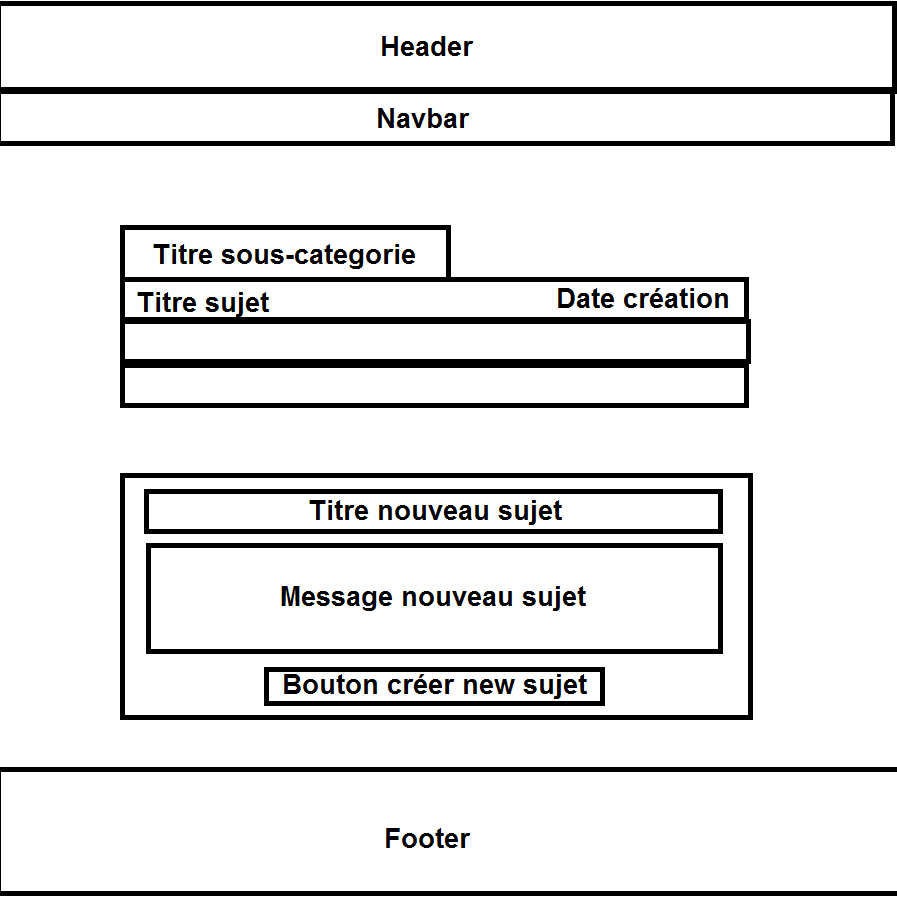 Header
Navbar
Titre sous-categorie
Titre sujet Date création
Titre nouveau sujet
Message nouveau sujet
Bouton créer new sujet
Footer